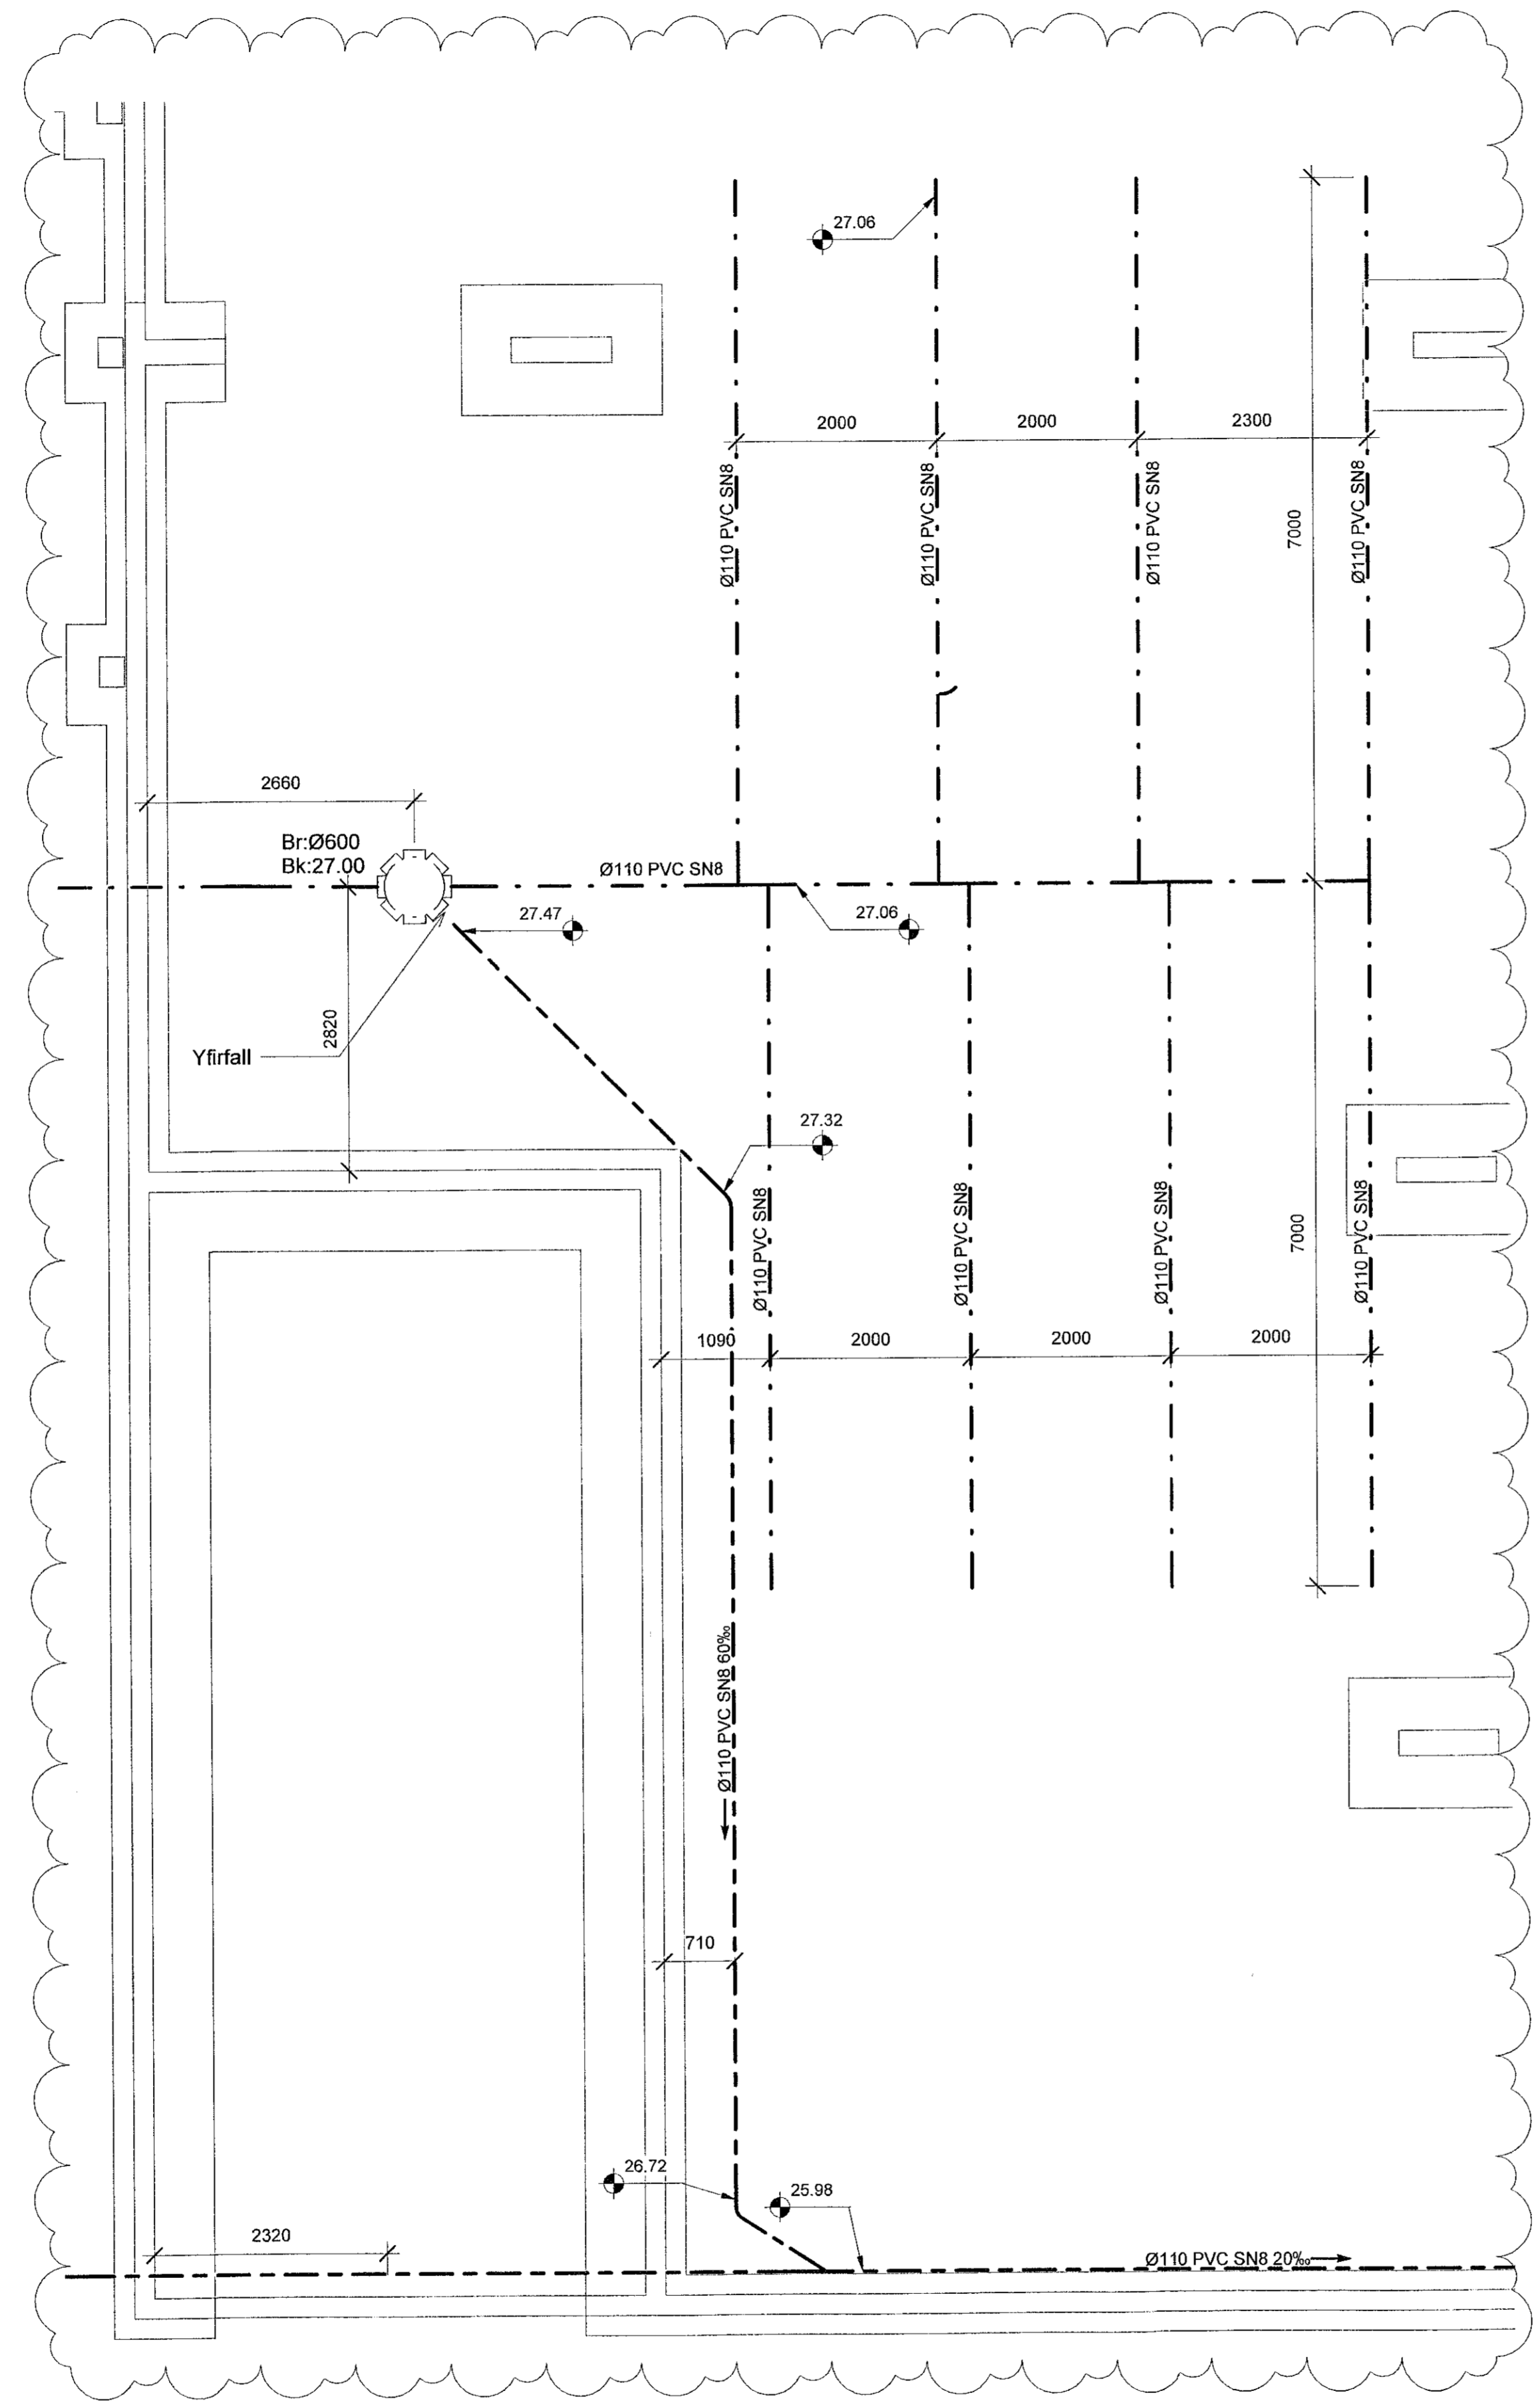 27.06
2000
2000
2300
Ø110 PVC SN8
Ø110 PVC SN8
Ø110 PVC SN8
Ø110 PVC SN8
7000
2660
Br:Ø600
Bk:27.00
Ø110 PVC SN8
27.47
27.06
2820
Yfirfall
27.32
Ø110 PVC SN8
Ø110 PVC SN8
Ø110 PVC SN8
Ø110 PVC SN8
7000
1090
2000
2000
2000
Ø110 PVC SN8 60‰
710
26.72
25.98
2320
Ø110 PVC SN8 20‰